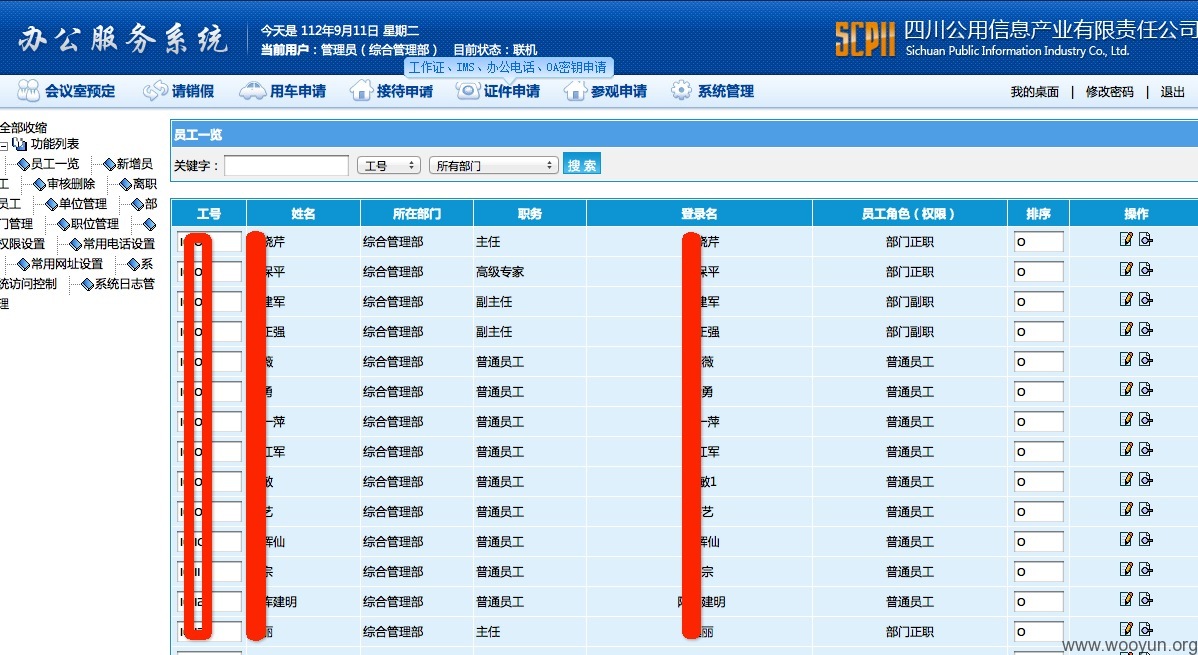 办公服务系统
今天是 112年9月11日 星期二
当前用户：管理员（综合管理部） 目前状态：联机
SCPII
四川公用信息产业有限责任公司
Sichuan Public Information Industry Co., Ltd.
工作证、IMS、办公电话、OA密钥申请
会议室预定 请销假 用车申请 接待申请 证件申请 参观申请 系统管理
我的桌面 | 修改密码 | 退出
全部收缩
功能列表
员工一览 新增员
工 审核删除 离职
员工 单位管理 部
门管理 职位管理
权限设置 常用电话设置
常用网址设置 系
统访问控制 系统日志管
理
员工一览
关键字： 工号 所有部门 搜 索
工号 姓名 所在部门 职务 登录名 员工角色（权限） 排序 操作
晓芹 综合管理部 主任 晓芹 部门正职 0
保平 综合管理部 高级专家 保平 部门正职 0
建军 综合管理部 副主任 建军 部门副职 0
正强 综合管理部 副主任 正强 部门副职 0
薇 综合管理部 普通员工 薇 普通员工 0
勇 综合管理部 普通员工 勇 普通员工 0
一萍 综合管理部 普通员工 一萍 普通员工 0
江军 综合管理部 普通员工 江军 普通员工 0
敏 综合管理部 普通员工 敏1 普通员工 0
艺 综合管理部 普通员工 艺 普通员工 0
晖仙 综合管理部 普通员工 晖仙 普通员工 0
宗 综合管理部 普通员工 宗 普通员工 0
建明 综合管理部 普通员工 建明 普通员工 0
丽 综合管理部 主任 丽 部门正职 0
www.wooyun.org